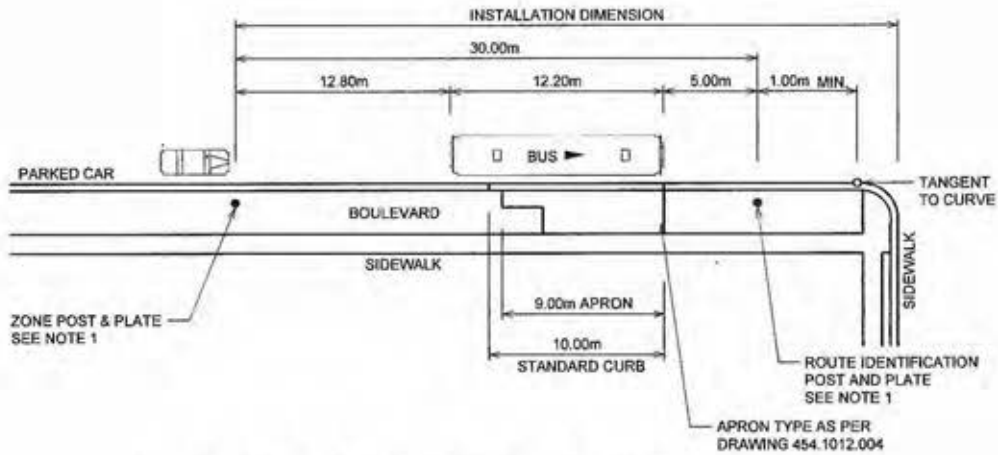 INSTALLATION DIMENSION
30.00m
12.80m
12.20m
5.00m
1.00m MIN.
BUS
PARKED CAR
TANGENT
TO CURVE
BOULEVARD
SIDEWALK
SIDEWALK
9.00m APRON
ZONE POST & PLATE
SEE NOTE 1
10.00m
STANDARD CURB
ROUTE IDENTIFICATION
POST AND PLATE
SEE NOTE 1
APRON TYPE AS PER
DRAWING 454.1012.004